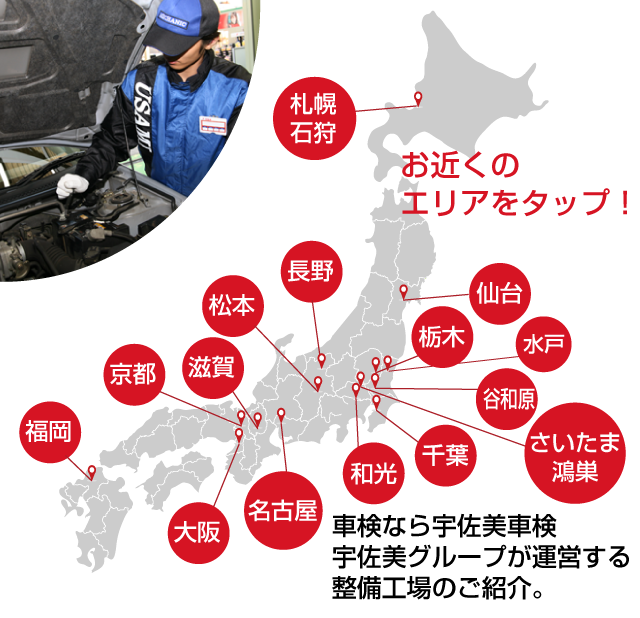 MECHANIC
USAMI
札幌
石狩
お近くの
エリアをタップ！
長野
仙台
松本
栃木
水戸
京都
滋賀
谷和原
福岡
さいたま
鴻巣
千葉
和光
名古屋
大阪
車検なら宇佐美車検
宇佐美グループが運営する
整備工場のご紹介。